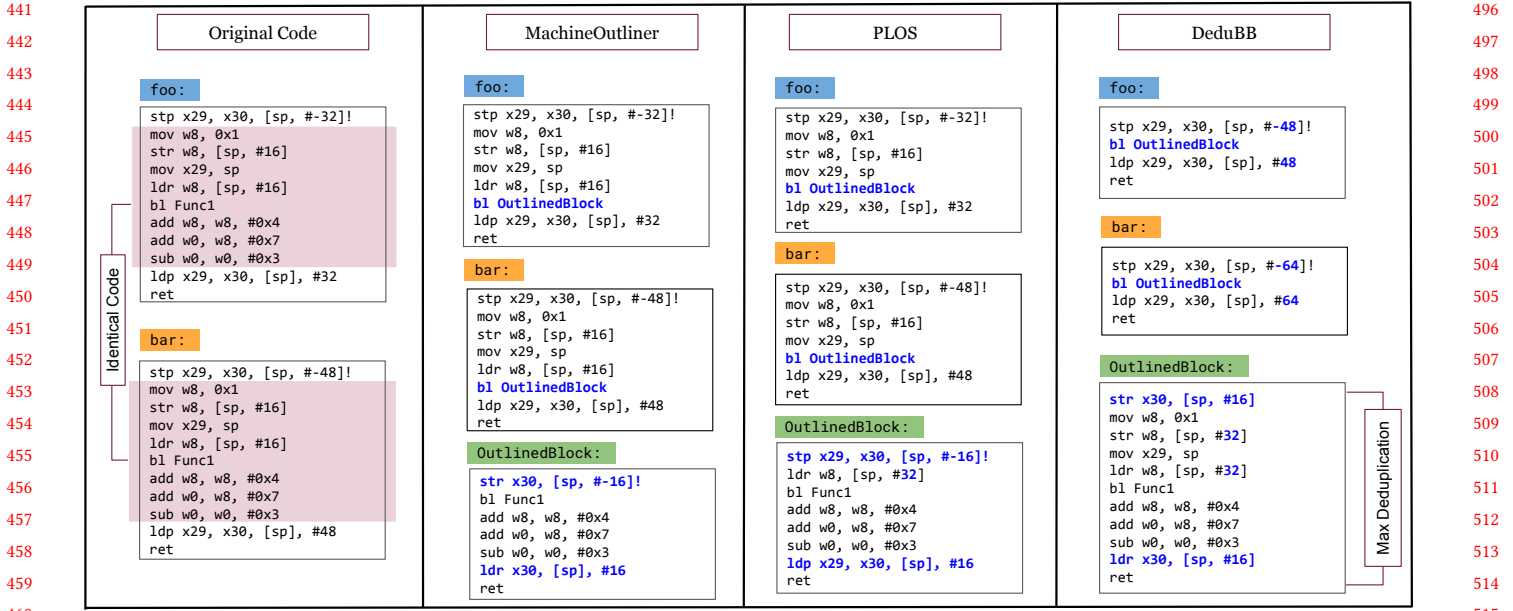 441
442
443
444
445
446
447
448
449
450
451
452
453
454
455
456
457
458
459
Original Code
foo:
stp x29, x30, [sp, #-32]!
mov w8, 0x1
str w8, [sp, #16]
mov x29, sp
ldr w8, [sp, #16]
bl Func1
add w8, w8, #0x4
add w0, w8, #0x7
sub w0, w0, #0x3
ldp x29, x30, [sp], #32
ret
Identical Code
bar:
stp x29, x30, [sp, #-48]!
mov w8, 0x1
str w8, [sp, #16]
mov x29, sp
ldr w8, [sp, #16]
bl Func1
add w8, w8, #0x4
add w0, w8, #0x7
sub w0, w0, #0x3
ldp x29, x30, [sp], #48
ret
MachineOutliner
foo:
stp x29, x30, [sp, #-32]!
mov w8, 0x1
str w8, [sp, #16]
mov x29, sp
ldr w8, [sp, #16]
bl OutlinedBlock
ldp x29, x30, [sp], #32
ret
bar:
stp x29, x30, [sp, #-48]!
mov w8, 0x1
str w8, [sp, #16]
mov x29, sp
ldr w8, [sp, #16]
bl OutlinedBlock
ldp x29, x30, [sp], #48
ret
OutlinedBlock:
str x30, [sp, #-16]!
bl Func1
add w8, w8, #0x4
add w0, w8, #0x7
sub w0, w0, #0x3
ldr x30, [sp], #16
ret
PLOS
foo:
stp x29, x30, [sp, #-32]!
mov w8, 0x1
str w8, [sp, #16]
mov x29, sp
bl OutlinedBlock
ldp x29, x30, [sp], #32
ret
bar:
stp x29, x30, [sp, #-48]!
mov w8, 0x1
str w8, [sp, #16]
mov x29, sp
bl OutlinedBlock
ldp x29, x30, [sp], #48
ret
OutlinedBlock:
stp x29, x30, [sp, #-16]!
ldr w8, [sp, #32]
bl Func1
add w8, w8, #0x4
add w0, w8, #0x7
sub w0, w0, #0x3
ldp x29, x30, [sp], #16
ret
DeduBB
foo:
stp x29, x30, [sp, #-48]!
bl OutlinedBlock
ldp x29, x30, [sp], #48
ret
bar:
stp x29, x30, [sp, #-64]!
bl OutlinedBlock
ldp x29, x30, [sp], #64
ret
OutlinedBlock:
str x30, [sp, #16]
mov w8, 0x1
str w8, [sp, #32]
mov x29, sp
ldr w8, [sp, #32]
bl Func1
add w8, w8, #0x4
add w0, w8, #0x7
sub w0, w0, #0x3
ldr x30, [sp, #16]
ret
Max Deduplication
496
497
498
499
500
501
502
503
504
505
506
507
508
509
510
511
512
513
514